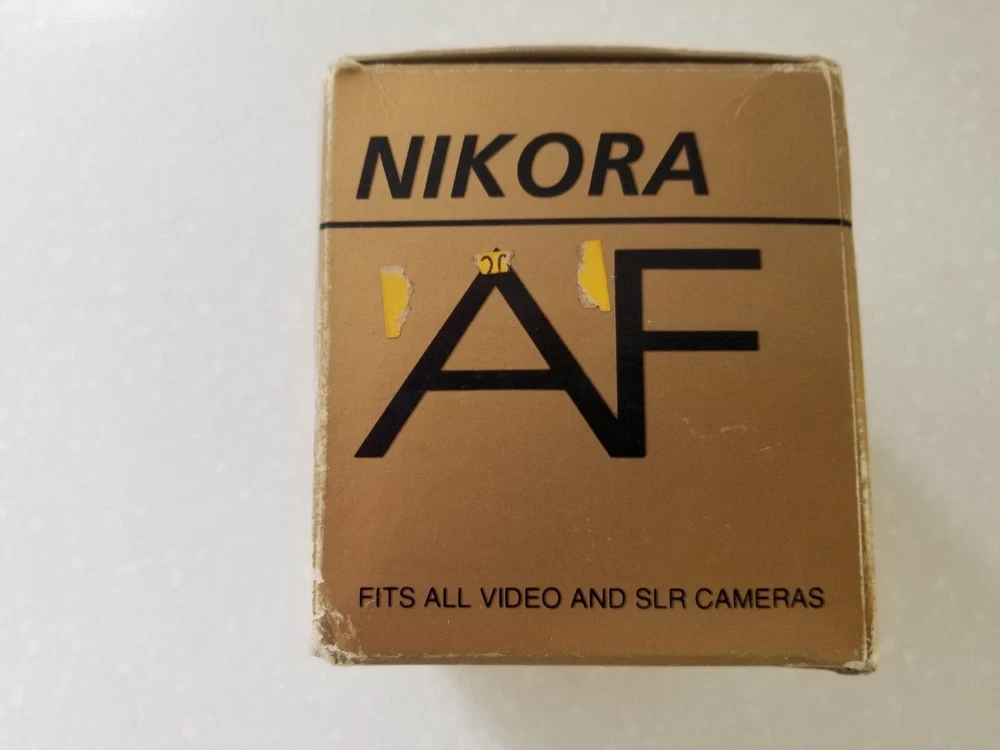 NIKORA
AF
FITS ALL VIDEO AND SLR CAMERAS